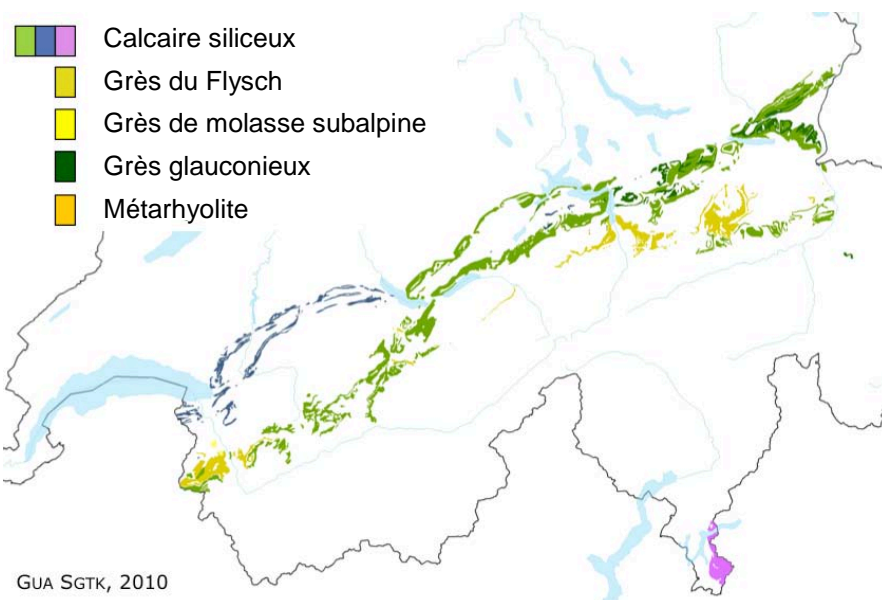 Calcaire siliceux
Grès du Flysch
Grès de molasse subalpine
Grès glauconieux
Métarhyolite
GUA SGTK, 2010